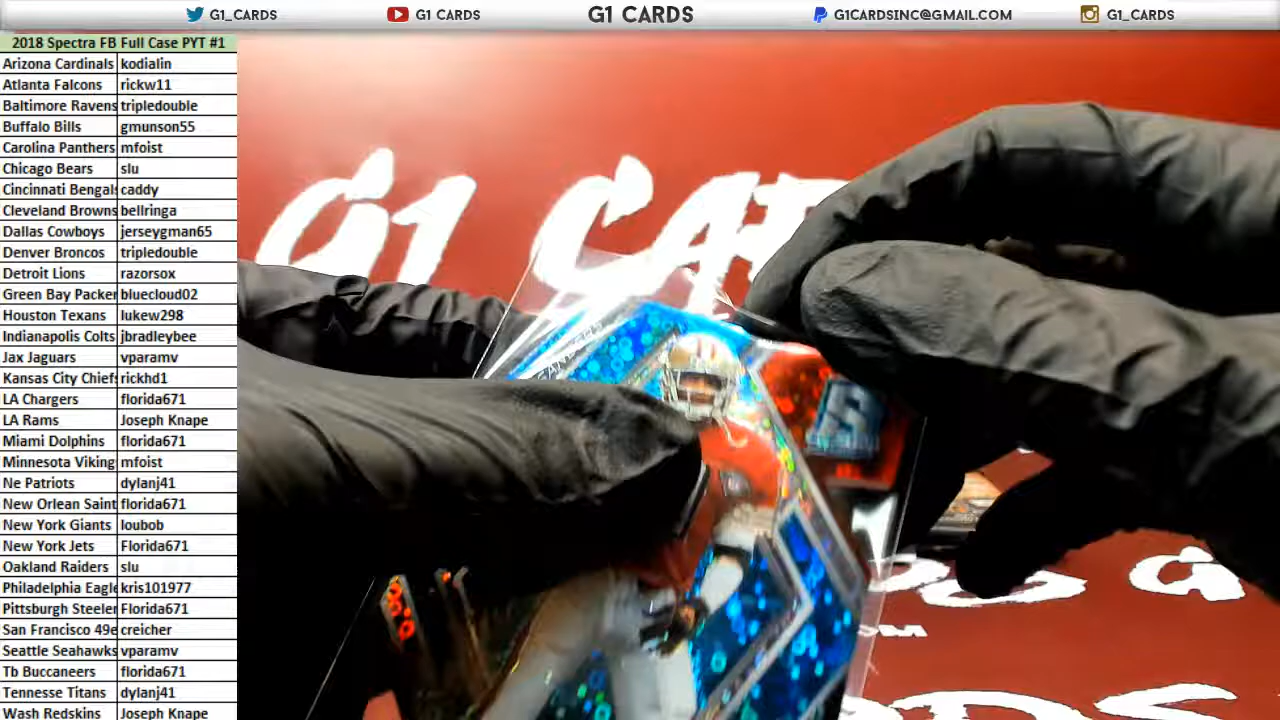 G1_CARDS G1 CARDS G1 CARDS G1CARDSINC@GMAIL.COM G1_CARDS
2018 Spectra FB Full Case PYT #1
Arizona Cardinals kodialin
Atlanta Falcons rickw11
Baltimore Ravens tripledouble
Buffalo Bills gmunson55
Carolina Panthers mfoist
Chicago Bears slu
Cincinnati Bengals caddy
Cleveland Browns bellringa
Dallas Cowboys jerseygman65
Denver Broncos tripledouble
Detroit Lions razorsox
Green Bay Packer bluecloud02
Houston Texans lukew298
Indianapolis Colts jbradleybee
Jax Jaguars vparamv
Kansas City Chiefs rickhd1
LA Chargers florida671
LA Rams Joseph Knape
Miami Dolphins florida671
Minnesota Viking mfoist
Ne Patriots dylanj41
New Orlean Saint florida671
New York Giants loubob
New York Jets Florida671
Oakland Raiders slu
Philadelphia Eagle kris101977
Pittsburgh Steeler Florida671
San Francisco 49e creicher
Seattle Seahawks vparamv
Tb Buccaneers florida671
Tennesse Titans dylanj41
Wash Redskins Joseph Knape
G1 CAR